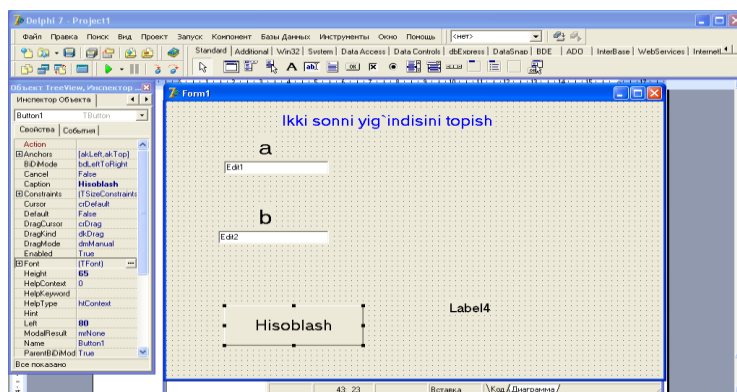 Delphi 7 - Project1
Файл Правка Поиск Вид Проект Запуск Компонент Базы Данных Инструменты Окно Помощь <нет>
Standard Additional Win32 System Data Access Data Controls dbExpress DataSnap BDE ADO InterBase WebServices InternetE
Объект TreeView, Инспектор ...
Инспектор Объекта
Button1 TButton
Свойства События
Action
Anchors [akLeft,akTop]
BiDiMode bdLeftToRight
Cancel False
Caption Hisoblash
Constraints (TSizeConstraints
Cursor crDefault
Default False
DragCursor crDrag
DragKind dkDrag
DragMode dmManual
Enabled True
Font (TFont) ...
Height 65
HelpContext 0
HelpKeyword
HelpType htContext
Hint
Left 80
ModalResult mrNone
Name Button1
ParentBiDiMod True
Все показано
Form1
Ikki sonni yig`indisini topish
a
Edit1
b
Edit2
Hisoblash
Label4
43: 23 Вставка Код Диаграмма